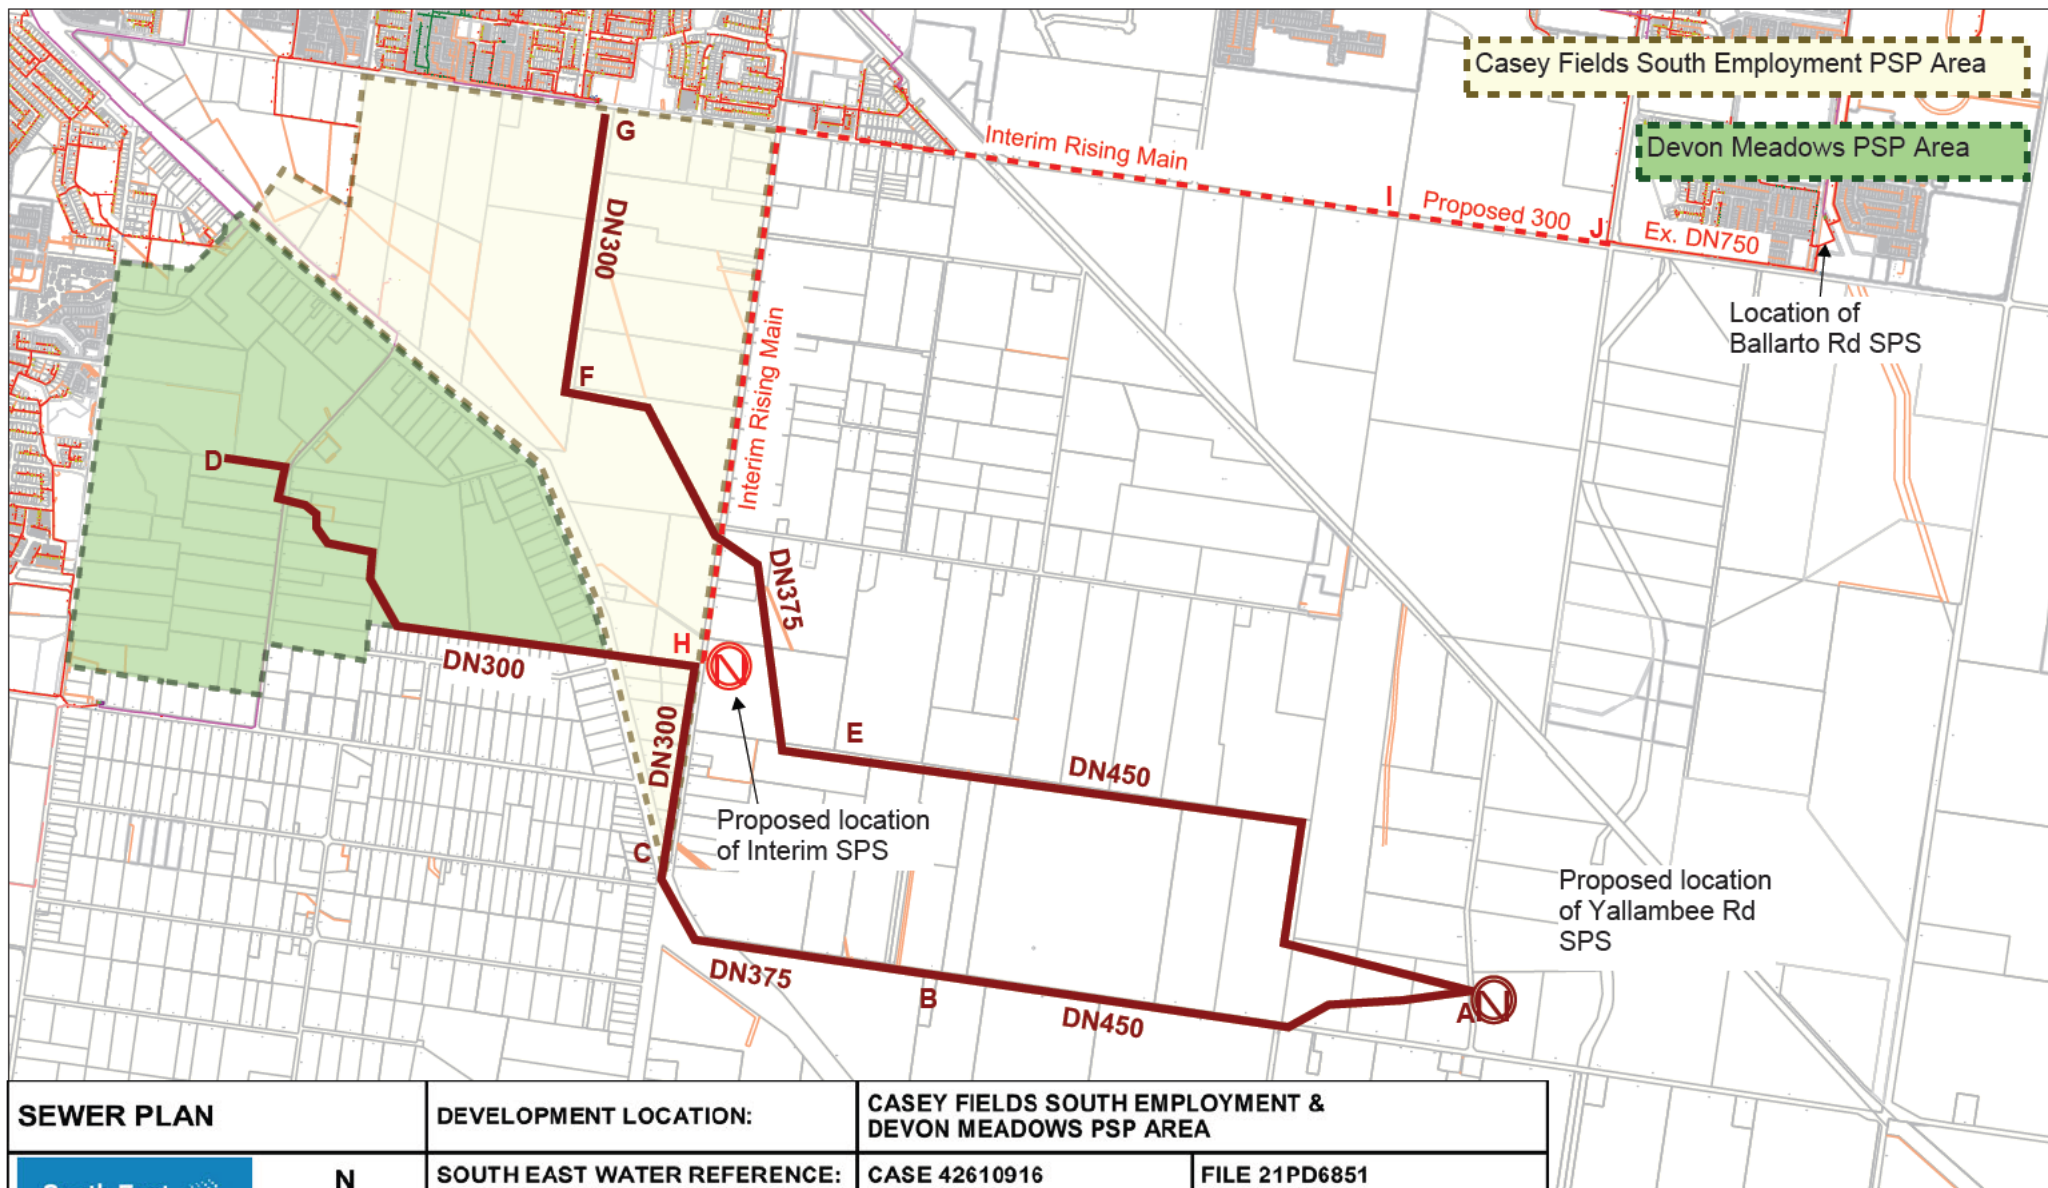 Casey Fields South Employment PSP Area
Devon Meadows PSP Area
G
Interim Rising Main
I
Proposed 300
J
Ex. DN750
DN300
Location of
Ballarto Rd SPS
F
Interim Rising Main
D
DN375
H
DN300
DN300
E
DN450
Proposed location
of Interim SPS
C
Proposed location
of Yallambee Rd
SPS
DN375
B
DN450
A
SEWER PLAN
DEVELOPMENT LOCATION:
CASEY FIELDS SOUTH EMPLOYMENT &
DEVON MEADOWS PSP AREA
N
SOUTH EAST WATER REFERENCE:
CASE 42610916
FILE 21PD6851